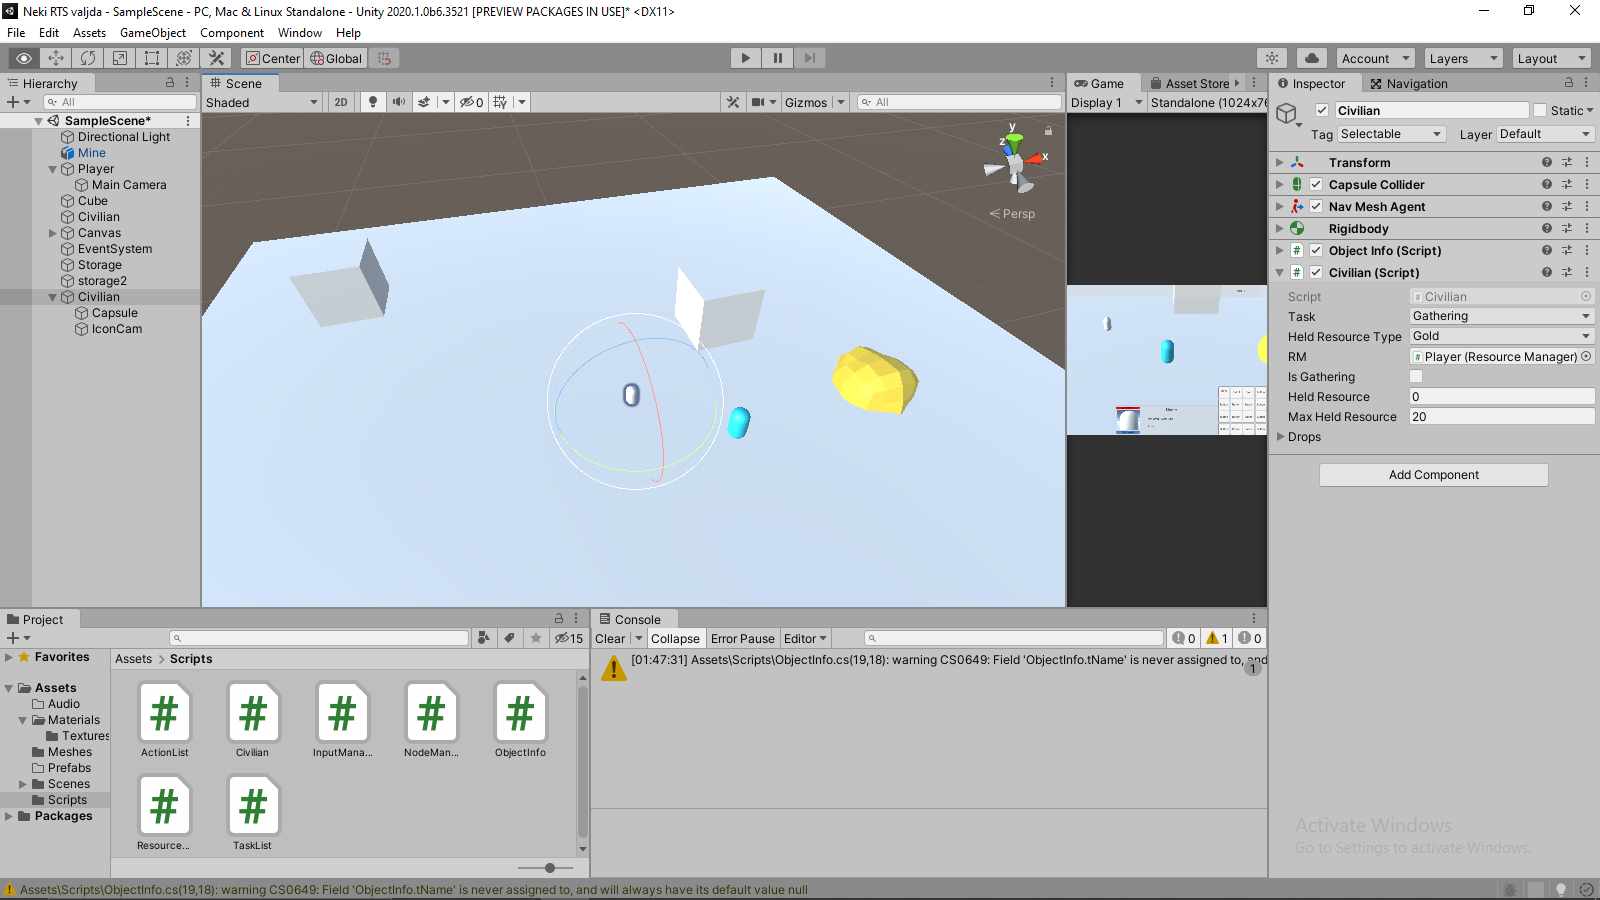 Neki RTS valjda - SampleScene - PC, Mac & Linux Standalone - Unity 2020.1.0b6.3521 [PREVIEW PACKAGES IN USE]* <DX11>
File Edit Assets GameObject Component Window Help
Center Global Account Layers Layout
Hierarchy
All
SampleScene*
Directional Light
Mine
Player
Main Camera
Cube
Civilian
Canvas
EventSystem
Storage
storage2
Civilian
Capsule
IconCam
Scene
Shaded 2D 0 Gizmos All
y
z
x
Persp
Game Asset Store
Display 1 Standalone (1024x76
Inspector Navigation
Civilian Static
Tag Selectable Layer Default
Transform
Capsule Collider
Nav Mesh Agent
Rigidbody
Object Info (Script)
Civilian (Script)
Script Civilian
Task Gathering
Held Resource Type Gold
RM Player (Resource Manager)
Is Gathering
Held Resource 0
Max Held Resource 20
Drops
Add Component
Project
15
Favorites
Assets
Audio
Materials
Textures
Meshes
Prefabs
Scenes
Scripts
Packages
Assets > Scripts
ActionList Civilian InputMana... NodeMan... ObjectInfo
Resource... TaskList
Console
Clear Collapse Error Pause Editor 0 1 0
[01:47:31] Assets\Scripts\ObjectInfo.cs(19,18): warning CS0649: Field 'ObjectInfo.tName' is never assigned to, and
1
Activate Windows
Go to Settings to activate Windows.
Assets\Scripts\ObjectInfo.cs(19,18): warning CS0649: Field 'ObjectInfo.tName' is never assigned to, and will always have its default value null